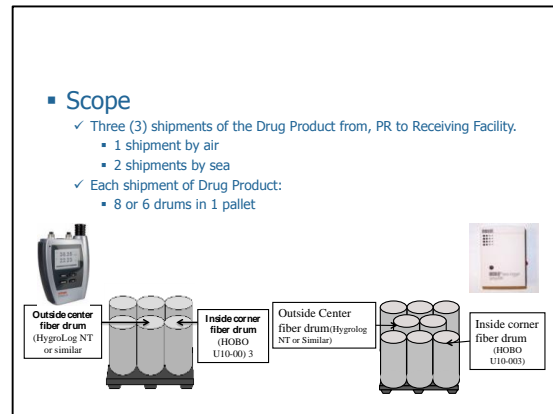 Scope
Three (3) shipments of the Drug Product from, PR to Receiving Facility.
1 shipment by air
2 shipments by sea
Each shipment of Drug Product:
8 or 6 drums in 1 pallet
Outside center
fiber drum
(HygroLog NT
or similar
Inside corner
fiber drum
(HOBO
U10-00) 3
Outside Center
fiber drum(Hygrolog
NT or Similar)
Inside corner
fiber drum
(HOBO
U10-003)